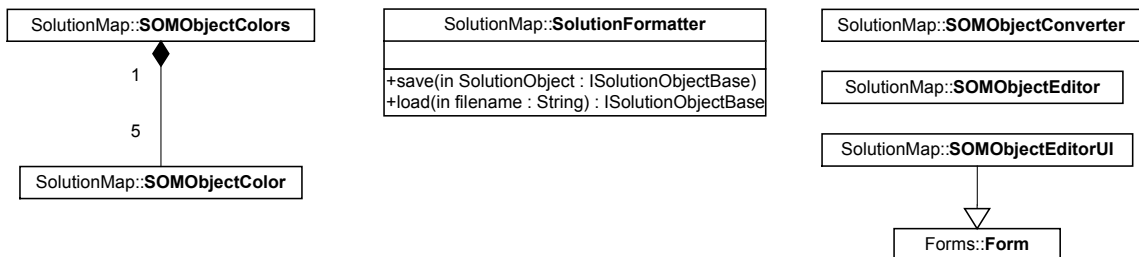 SolutionMap::SOMObjectColors
1
5
SolutionMap::SOMObjectColor
SolutionMap::SolutionFormatter
+save(in SolutionObject : ISolutionObjectBase)
+load(in filename : String) : ISolutionObjectBase
SolutionMap::SOMObjectConverter
SolutionMap::SOMObjectEditor
SolutionMap::SOMObjectEditorUI
Forms::Form